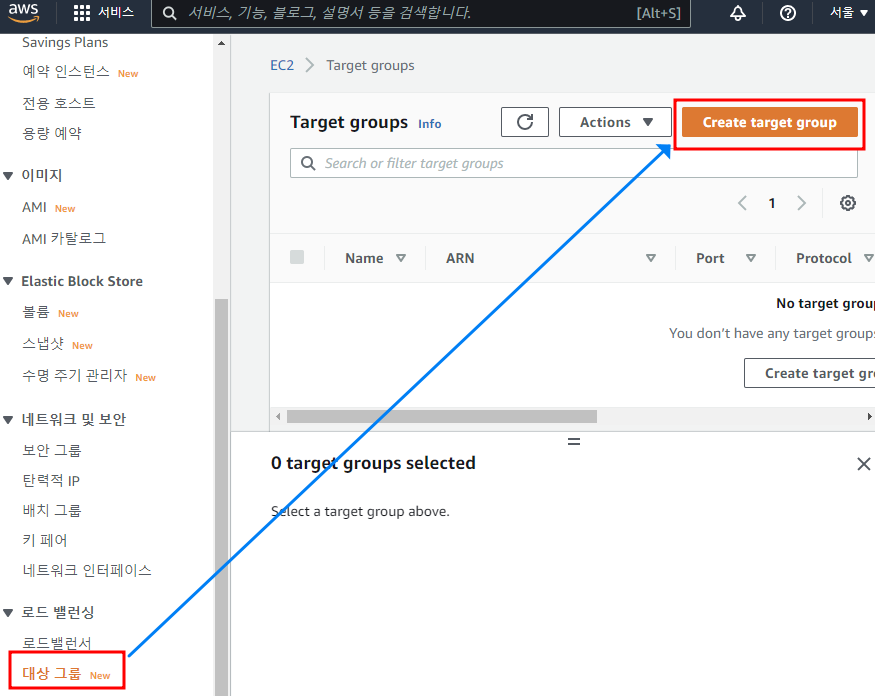 aws
서비스
서비스, 기능, 블로그, 설명서 등을 검색합니다.
[Alt+S]
서울
Savings Plans
예약 인스턴스 New
전용 호스트
용량 예약
이미지
AMI New
AMI 카탈로그
Elastic Block Store
볼륨 New
스냅샷 New
수명 주기 관리자 New
네트워크 및 보안
보안 그룹
탄력적 IP
배치 그룹
키 페어
네트워크 인터페이스
로드 밸런싱
로드밸런서
대상 그룹 New
EC2 > Target groups
Target groups Info
Actions
Create target group
Search or filter target groups
1
Name
ARN
Port
Protocol
No target grou
You don’t have any target groups
Create target gr
0 target groups selected
Select a target group above.